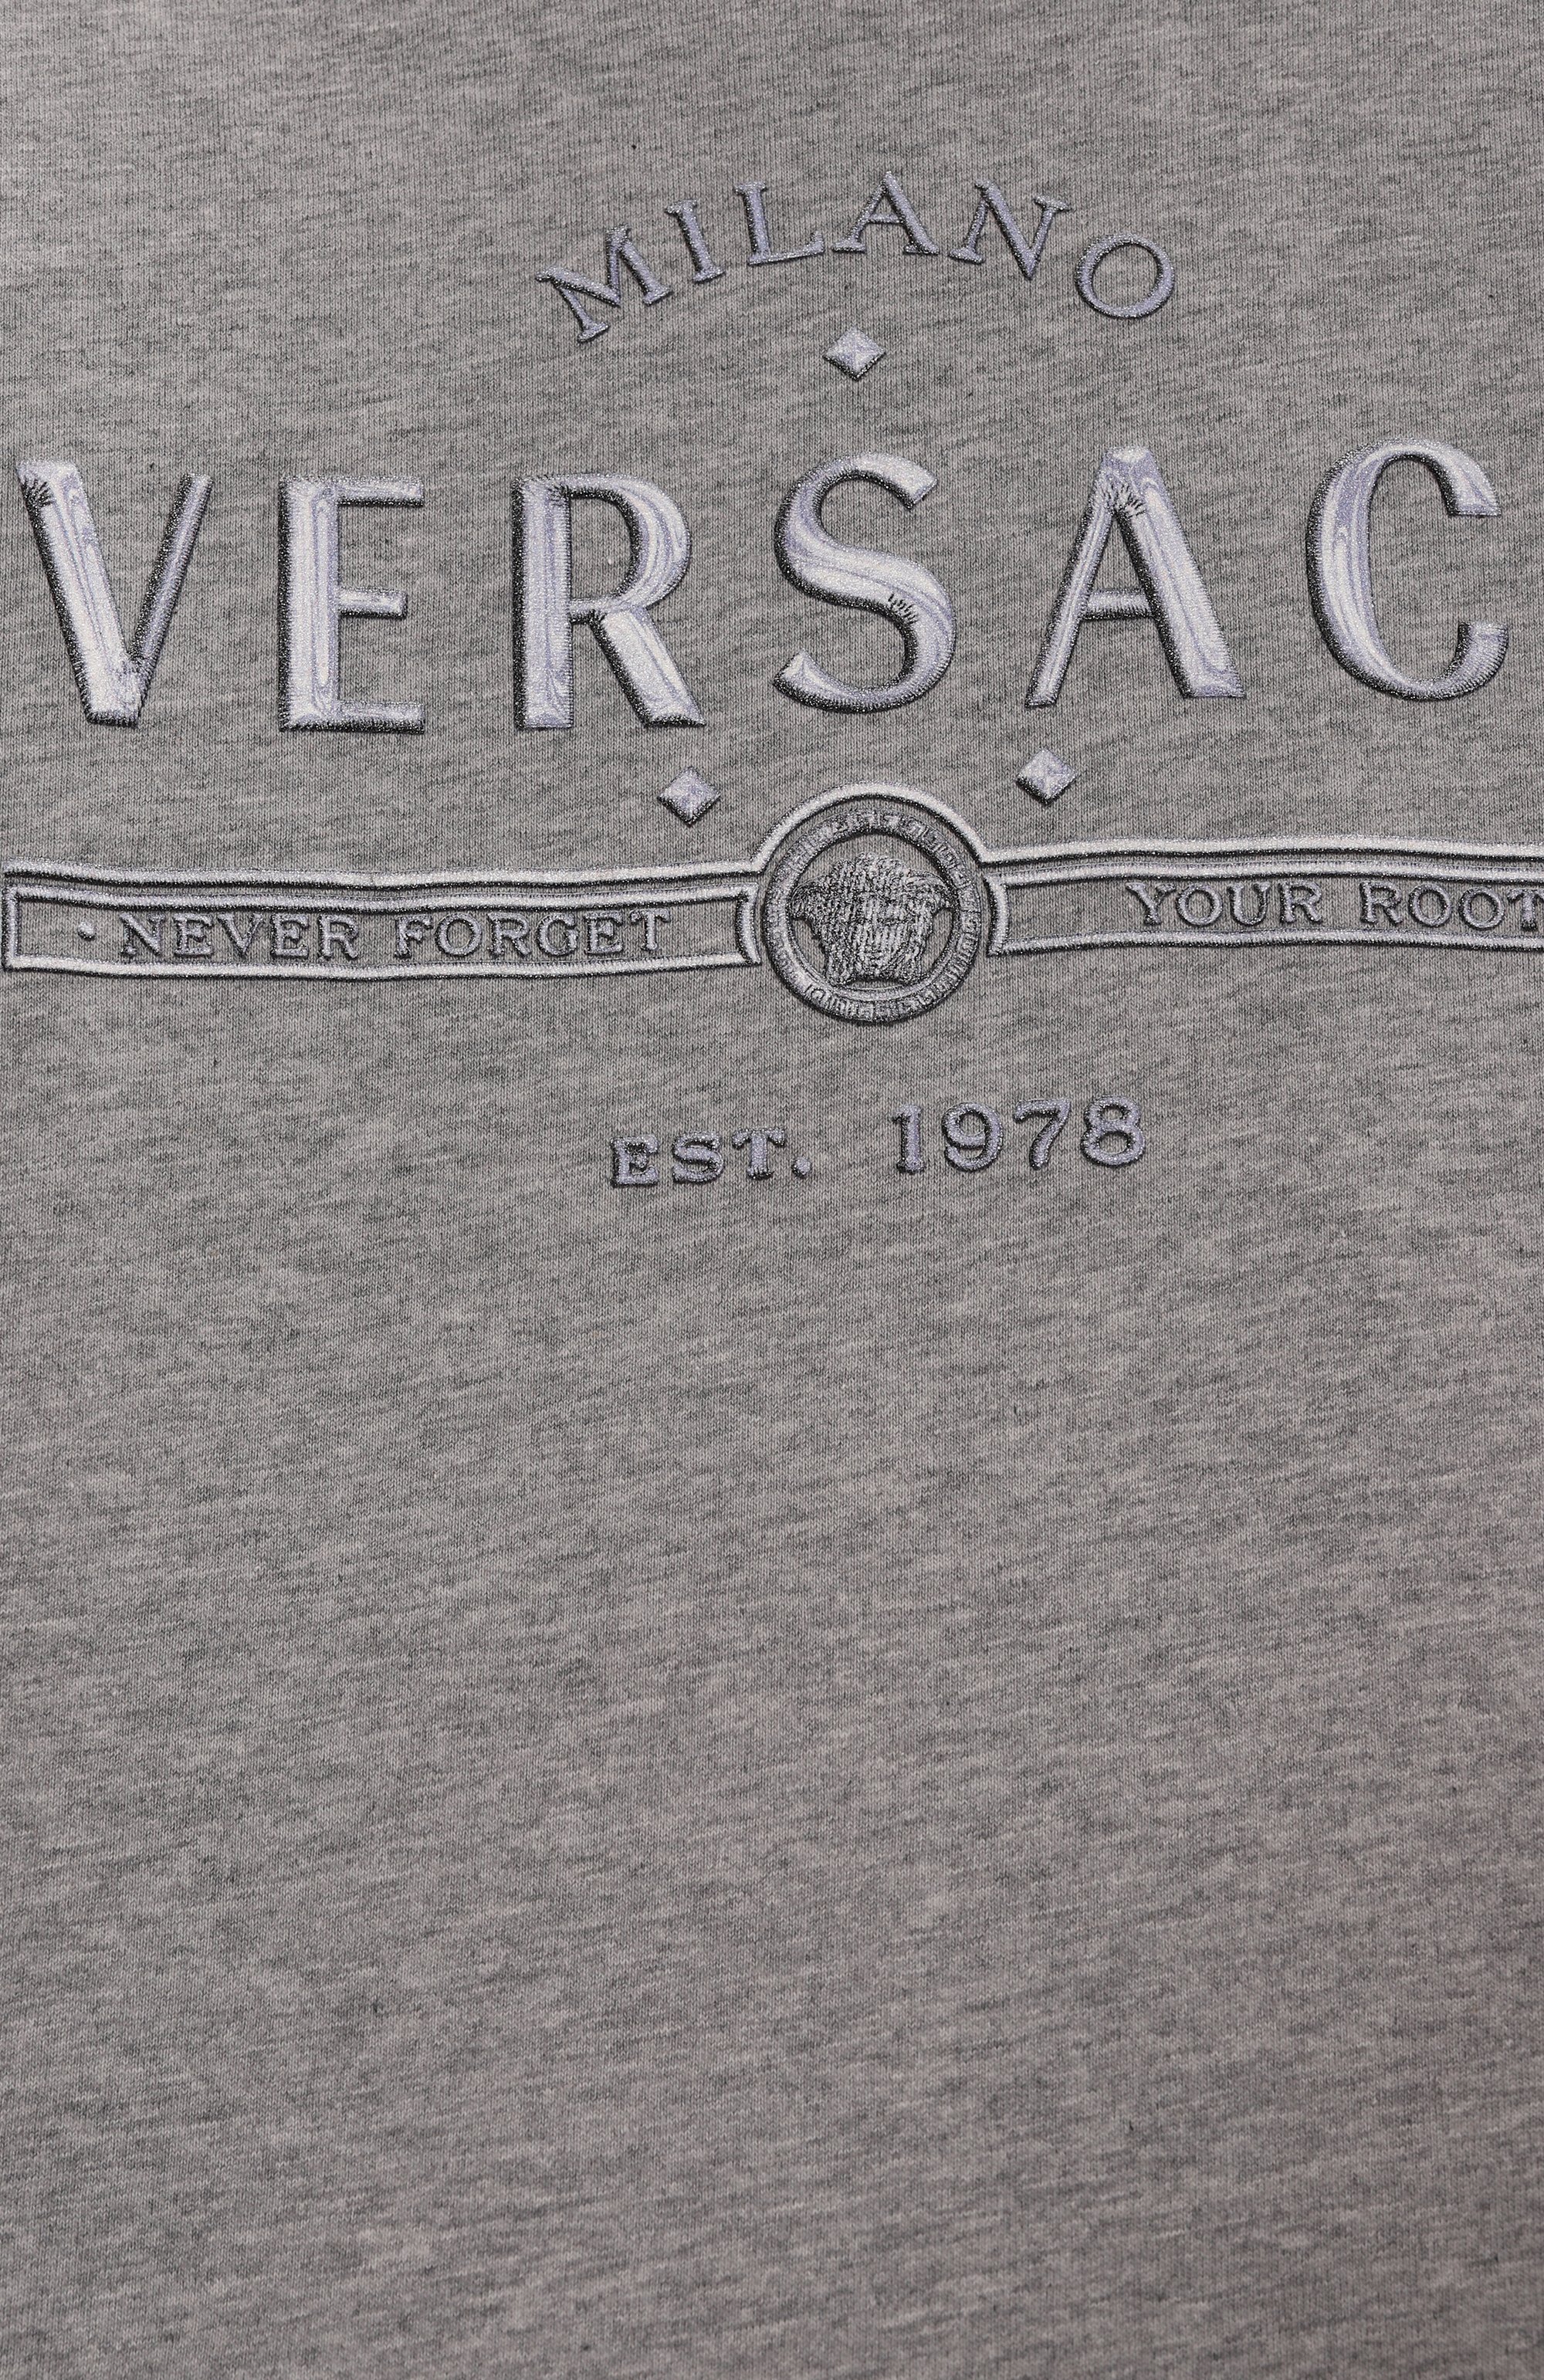 MILANO
VERSAC
• NEVER FORGET YOUR ROOT
EST. 1978